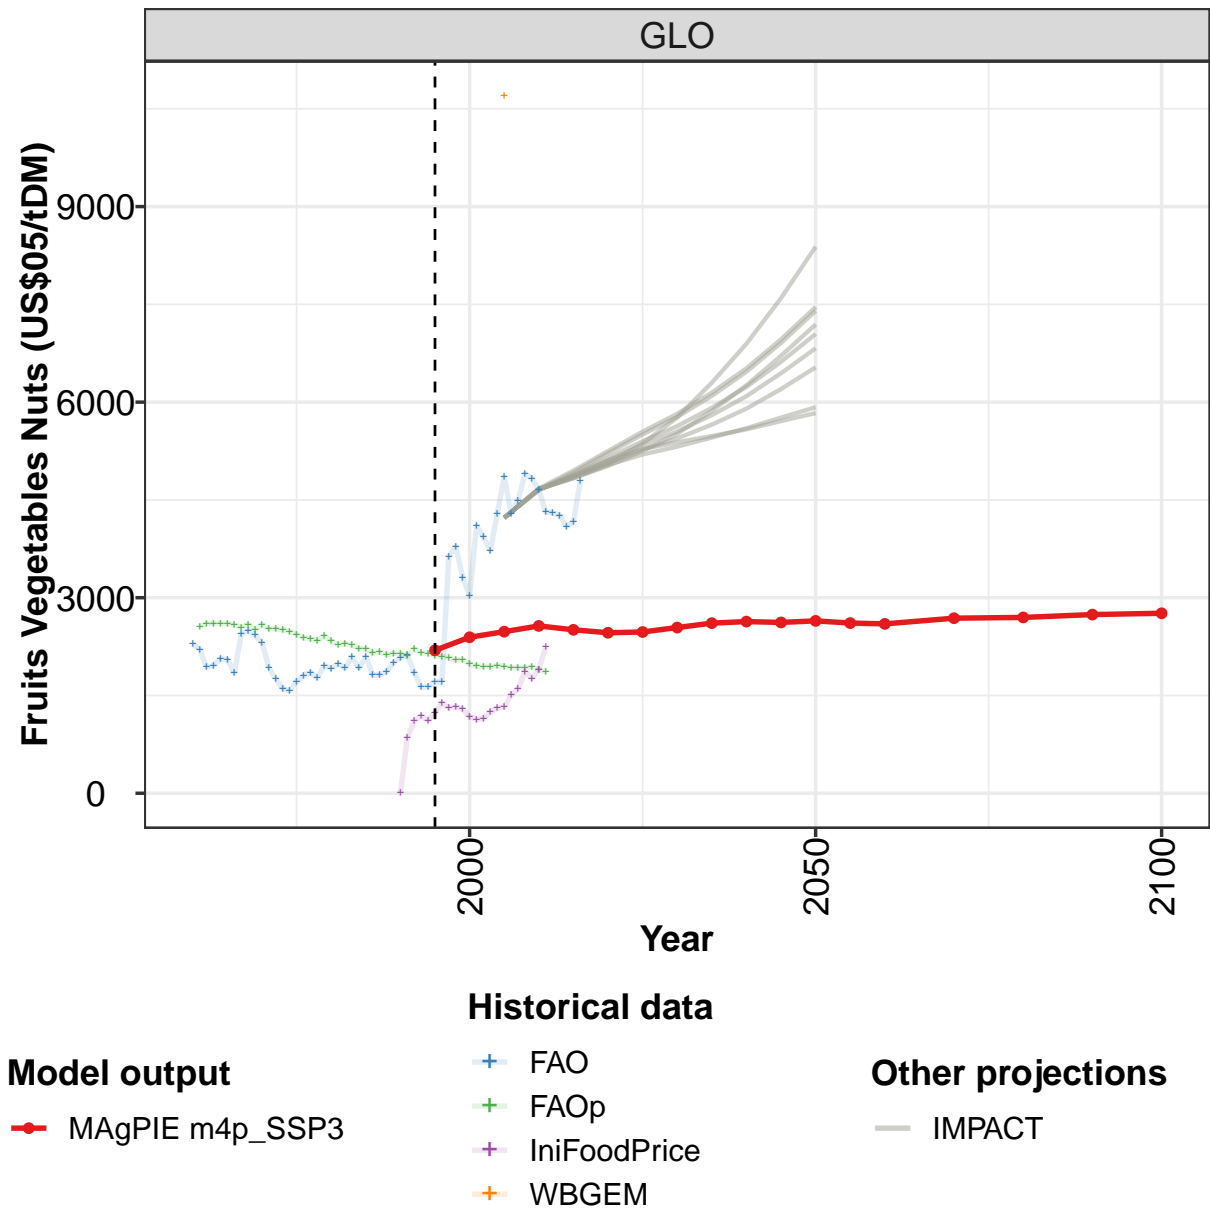 GLO
Fruits Vegetables Nuts (US$05/tDM)
9000
6000
3000
0
2000
2050
2100
Year
Historical data
FAO
FAOp
IniFoodPrice
WBGEM
Model output
MAgPIE m4p_SSP3
Other projections
IMPACT